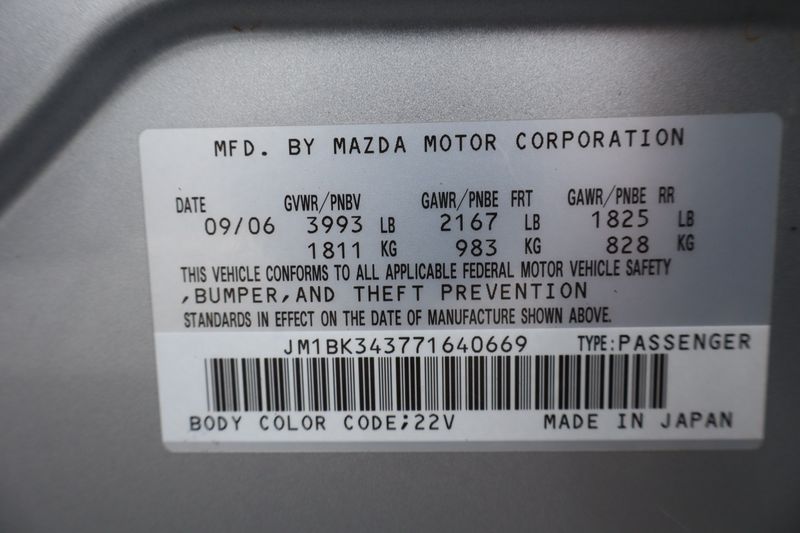 MFD. BY MAZDA MOTOR CORPORATION
DATE GVWR/PNBV GAWR/PNBE FRT GAWR/PNBE RR
09/06 3993 LB 2167 LB 1825 LB
1811 KG 983 KG 828 KG
THIS VEHICLE CONFORMS TO ALL APPLICABLE FEDERAL MOTOR VEHICLE SAFETY
,BUMPER,AND THEFT PREVENTION
STANDARDS IN EFFECT ON THE DATE OF MANUFACTURE SHOWN ABOVE.
JM1BK343771640669 TYPE:PASSENGER
BODY COLOR CODE;22V MADE IN JAPAN